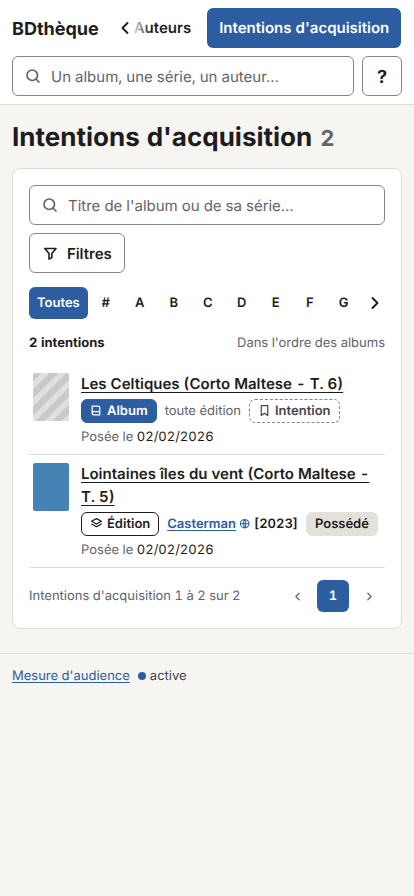 BDthèque
Auteurs
Intentions d'acquisition
Un album, une série, un auteur...
?
Intentions d'acquisition 2
Titre de l'album ou de sa série...
Filtres
Toutes # A B C D E F G
2 intentions
Dans l'ordre des albums
Les Celtiques (Corto Maltese - T. 6)
Album toute édition Intention
Posée le 02/02/2026
Lointaines îles du vent (Corto Maltese -
T. 5)
Édition Casterman [2023] Possédé
Posée le 02/02/2026
Intentions d'acquisition 1 à 2 sur 2
1
Mesure d'audience active